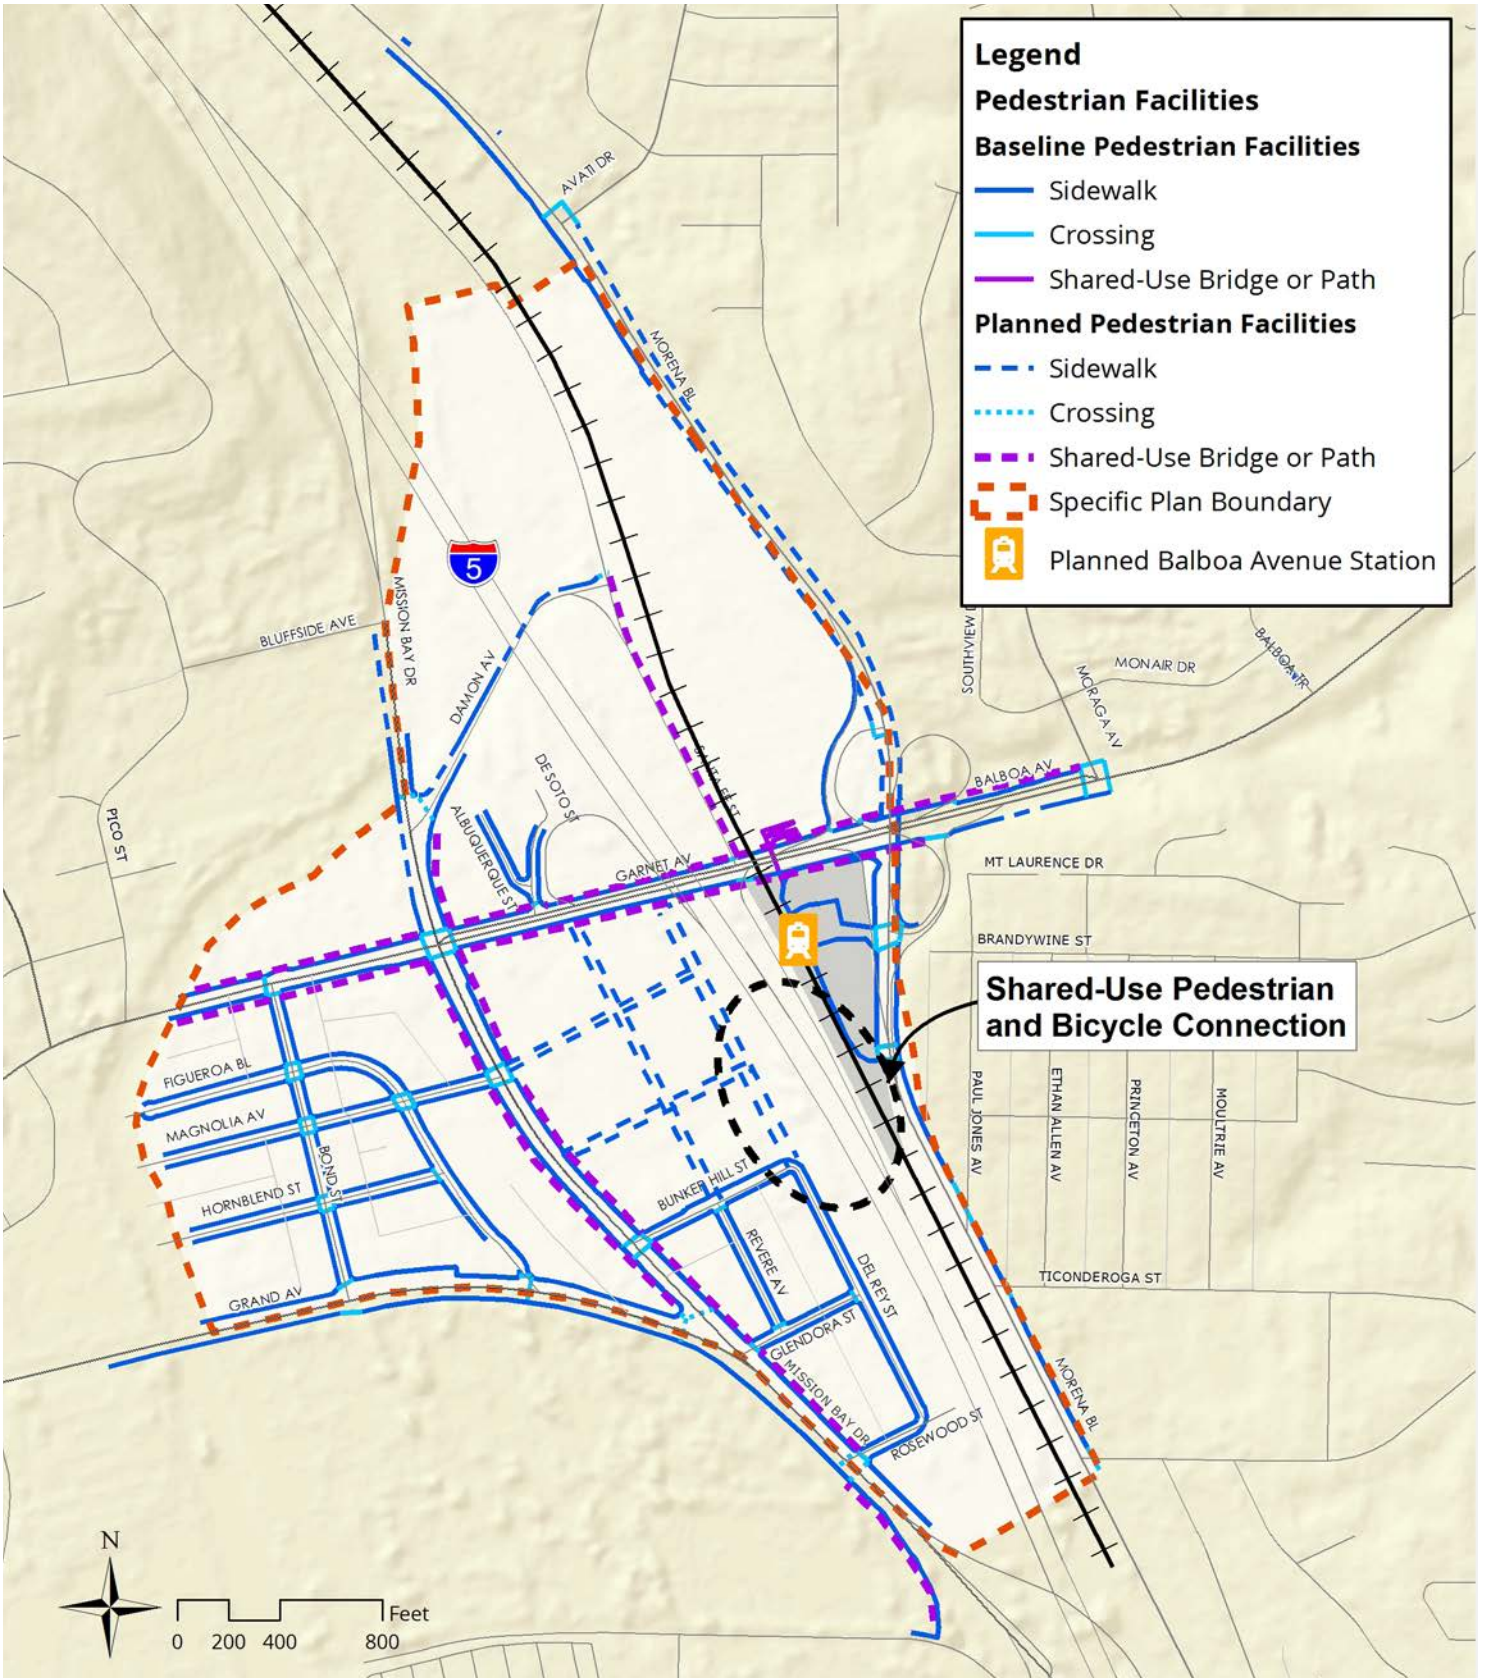 Legend
Pedestrian Facilities
Baseline Pedestrian Facilities
Sidewalk
Crossing
Shared-Use Bridge or Path
Planned Pedestrian Facilities
Sidewalk
Crossing
Shared-Use Bridge or Path
Specific Plan Boundary
Planned Balboa Avenue Station
AVATI DR
MORENA BL
5
BLUFFSIDE AVE
MISSION BAY DR
DAMON AV
SANTA FE ST
SOUTHVIEW D
MONAIR DR
BALBOA TR
MORAGA AV
BALBOA AV
DE SOTO ST
ALBUQUERQUE ST
GARNET AV
PICO ST
MT LAURENCE DR
BRANDYWINE ST
Shared-Use Pedestrian
and Bicycle Connection
FIGUEROA BL
MAGNOLIA AV
BOND ST
HORNBLEND ST
GRAND AV
BUNKER HILL ST
REVERE AV
DEL REY ST
GLENDORA ST
MISSION BAY DR
ROSEWOOD ST
PAUL JONES AV
ETHAN ALLEN AV
PRINCETON AV
MOULTRIE AV
TICONDEROGA ST
MORENA BL
N
Feet
0 200 400 800